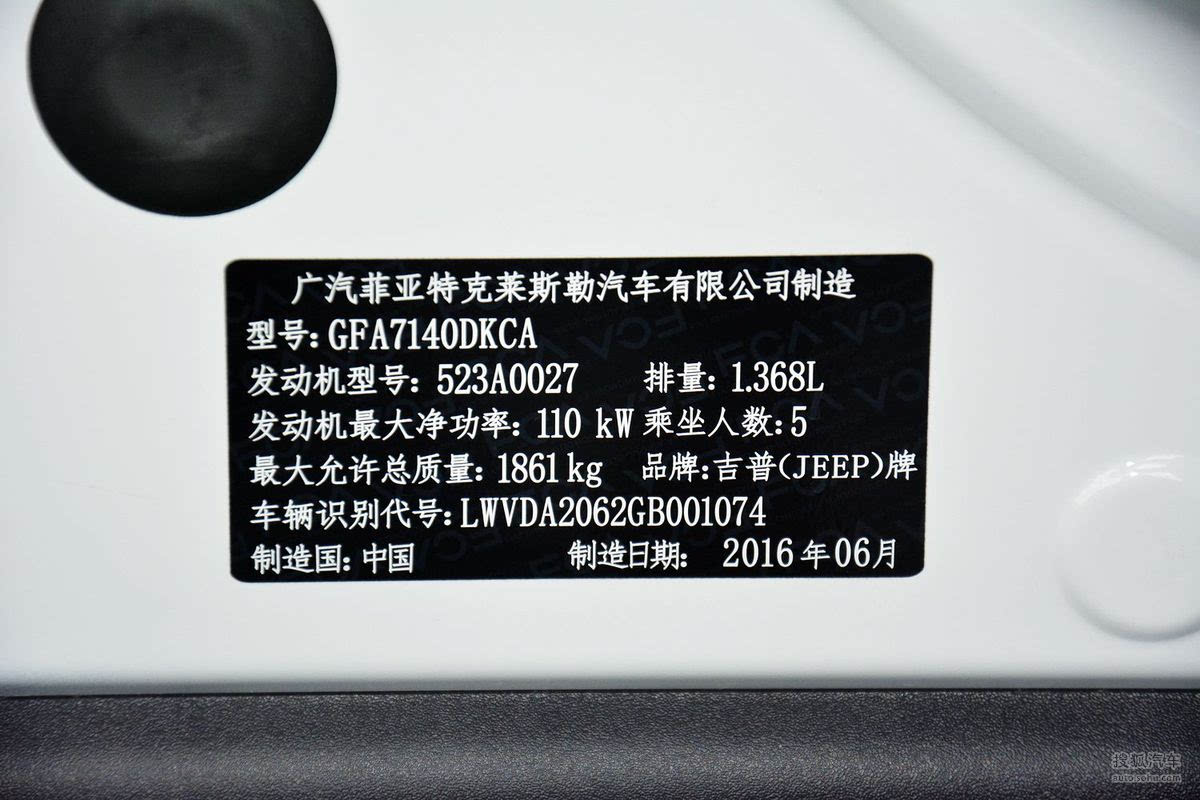 广汽菲亚特克莱斯勒汽车有限公司制造
型号:GFA7140DKCA
发动机型号: 523A0027 排量: 1.368L
发动机最大净功率: 110 kW 乘坐人数: 5
最大允许总质量: 1861kg 品牌:吉普(JEEP)牌
车辆识别代号:LWVDA2062GB001074
制造国: 中国 制造日期: 2016年06月
搜狐汽车
auto.sohu.com